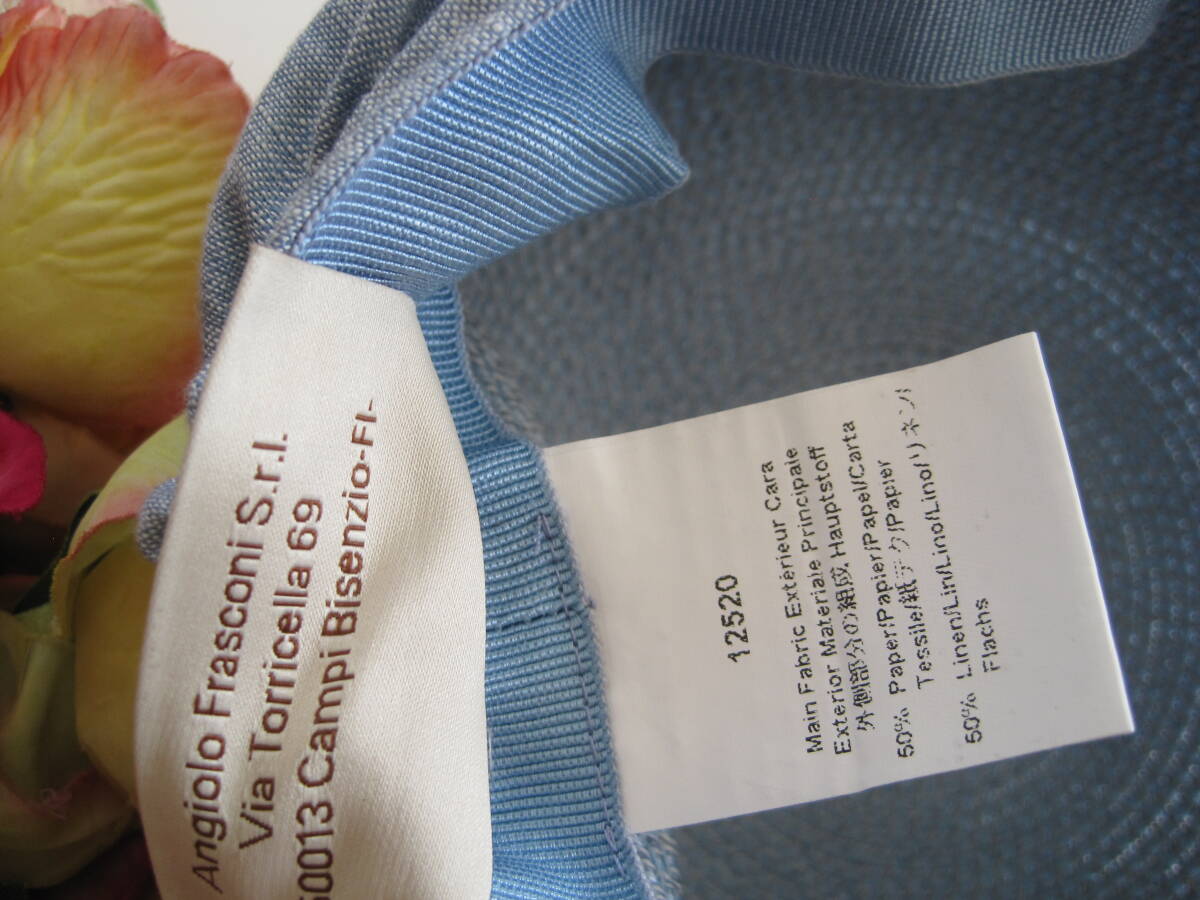 Angiolo Frasconi S.r.l.
Via Torricella 69
50013 Campi Bisenzio-FI-
12520
Main Fabric Extérieur Cara
Exterior Materiale Principale
外側部分の組成 Hauptstoff
50% Paper/Papier/Papel/Carta
Tessile/紙テク/Papier
50% Linen/Lin/Lino/Lino/リネン/
Flachs